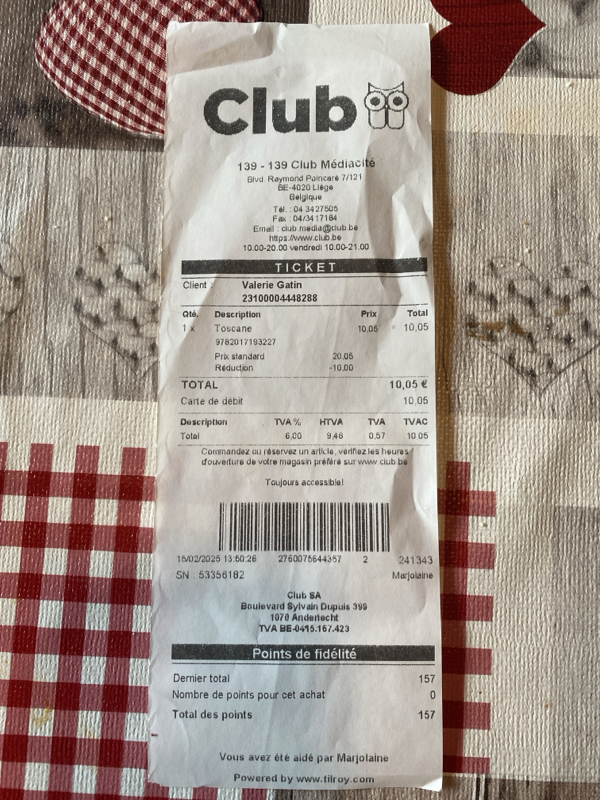 Club
139 - 139 Club Médiacité
Blvd. Raymond Poincaré 7/121
BE-4020 Liège
Belgique
Tél. : 04 3427605
Fax : 04/3417184
Email : club.media@club.be
https://www.club.be
10.00-20.00 vendredi 10.00-21.00
TICKET
Client : Valerie Gatin
23100004448288
Qté. Description Prix Total
1 x Toscane 10,05 10,05
9782017193227
Prix standard 20.05
Réduction -10.00
TOTAL 10,05 €
Carte de débit 10,05
Description TVA % HTVA TVA TVAC
Total 6,00 9,48 0.57 10.05
Commandez ou réservez un article, vérifiez les heures
d'ouverture de votre magasin préféré sur www.club.be
Toujours accessible!
15/02/2025 13:50:26 2760075644357 2 241343
SN : 53356182 Marjolaine
Club SA
Boulevard Sylvain Dupuis 399
1070 Anderlecht
TVA BE-0415.167.423
Points de fidélité
Dernier total 157
Nombre de points pour cet achat 0
Total des points 157
Vous avez été aidé par Marjolaine
Powered by www.tilroy.com